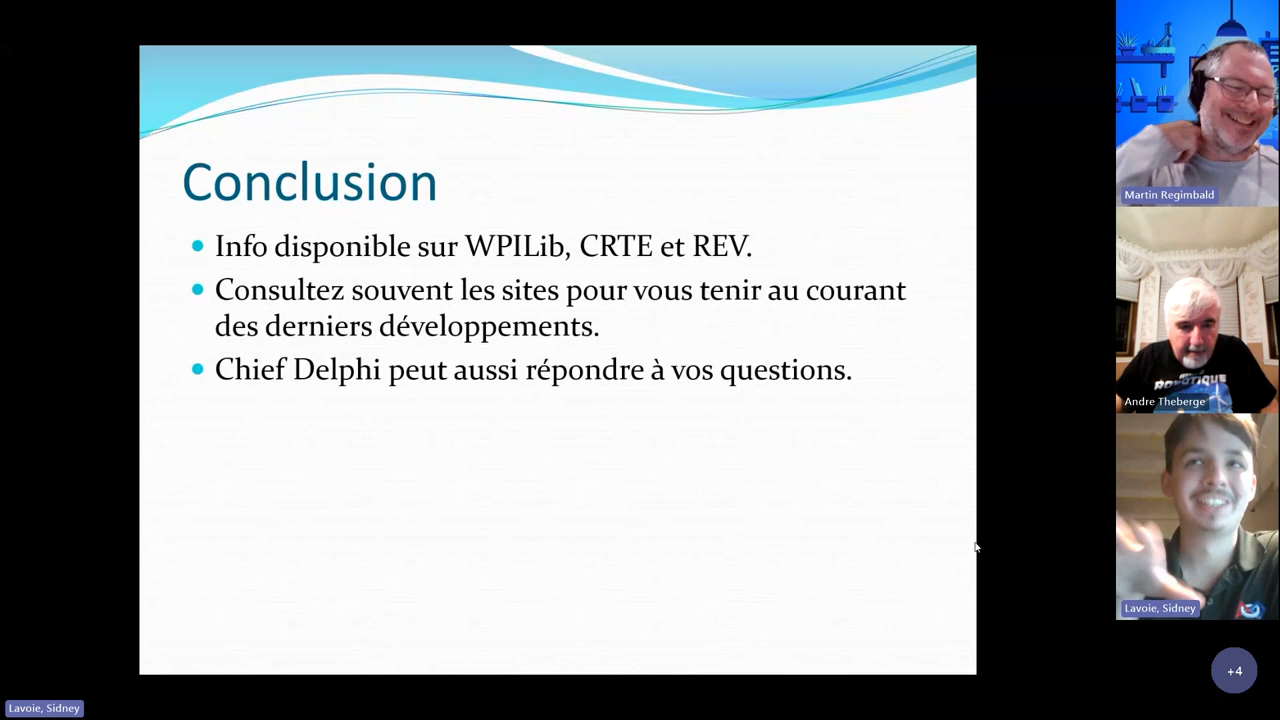 Conclusion
Info disponible sur WPILib, CRTE et REV.
Consultez souvent les sites pour vous tenir au courant
des derniers développements.
Chief Delphi peut aussi répondre à vos questions.
Martin Regimbald
ROBOTIQUE
Andre Theberge
Lavoie, Sidney
+4
Lavoie, Sidney